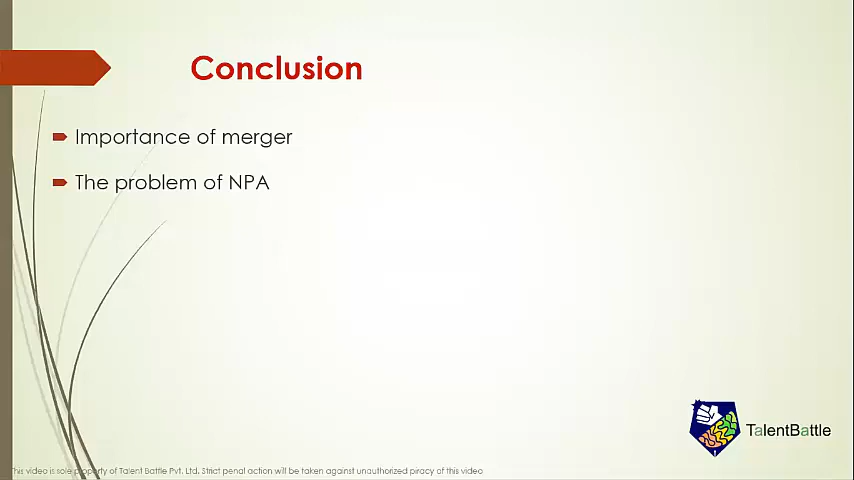 Conclusion
Importance of merger
The problem of NPA
TalentBattle
This video is sole property of Talent Battle Pvt. Ltd. Strict penal action will be taken against unauthorized piracy of this video